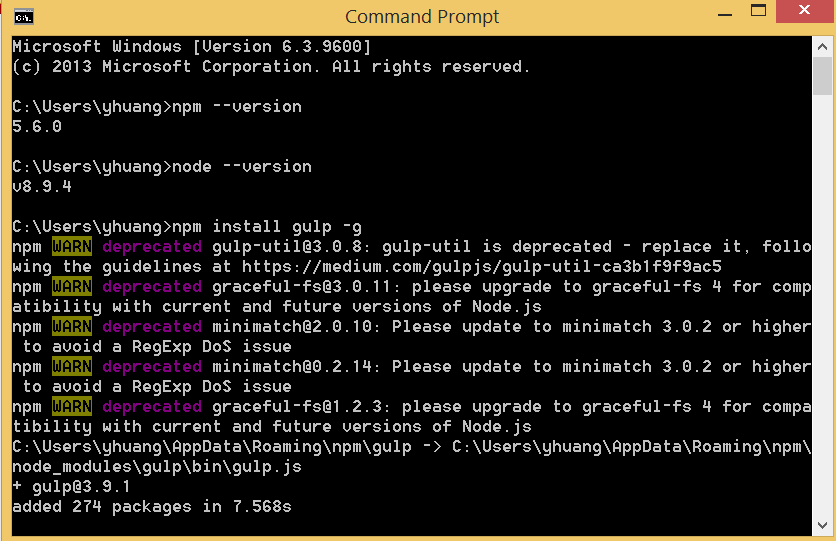 Command Prompt
Microsoft Windows [Version 6.3.9600]
(c) 2013 Microsoft Corporation. All rights reserved.
C:\Users\yhuang>npm --version
5.6.0
C:\Users\yhuang>node --version
v8.9.4
C:\Users\yhuang>npm install gulp -g
npm WARN deprecated gulp-util@3.0.8: gulp-util is deprecated - replace it, follo
wing the guidelines at https://medium.com/gulpjs/gulp-util-ca3b1f9f9ac5
npm WARN deprecated graceful-fs@3.0.11: please upgrade to graceful-fs 4 for comp
atibility with current and future versions of Node.js
npm WARN deprecated minimatch@2.0.10: Please update to minimatch 3.0.2 or higher
 to avoid a RegExp DoS issue
npm WARN deprecated minimatch@0.2.14: Please update to minimatch 3.0.2 or higher
 to avoid a RegExp DoS issue
npm WARN deprecated graceful-fs@1.2.3: please upgrade to graceful-fs 4 for compa
tibility with current and future versions of Node.js
C:\Users\yhuang\AppData\Roaming\npm\gulp -> C:\Users\yhuang\AppData\Roaming\npm\
node_modules\gulp\bin\gulp.js
+ gulp@3.9.1
added 274 packages in 7.568s